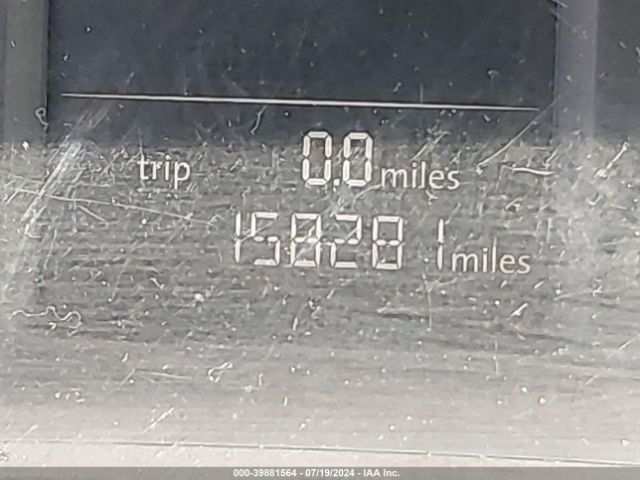 trip 0.0 miles
158281 miles
000-39881564 - 07/19/2024 - IAA Inc.